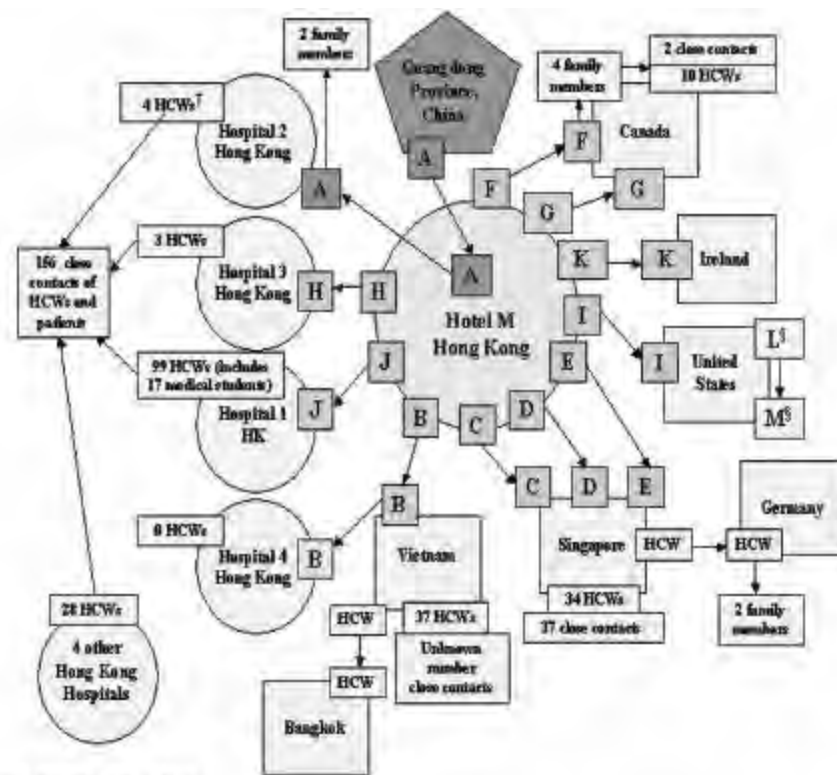 2 family
members
Guangdong
Province,
China
A
4 HCWs†
Hospital 2
Hong Kong
A
4 family
members
2 close contacts
10 HCWs
F
Canada
G
F
G
3 HCWs
Hospital 3
Hong Kong
H
H
A
Hotel M
Hong Kong
K
K
Ireland
156 close
contacts of
HCWs and
patients
I
I
United
States
L§
M§
99 HCWs (includes
17 medical students)
Hospital 1
HK
J
J
E
D
C
B
C
D
E
Singapore
HCW
34 HCWs
37 close contacts
Germany
HCW
2 family
members
0 HCWs
Hospital 4
Hong Kong
B
B
Vietnam
HCW
37 HCWs
Unknown
number
close contacts
HCW
Bangkok
28 HCWs
4 other
Hong Kong
Hospitals